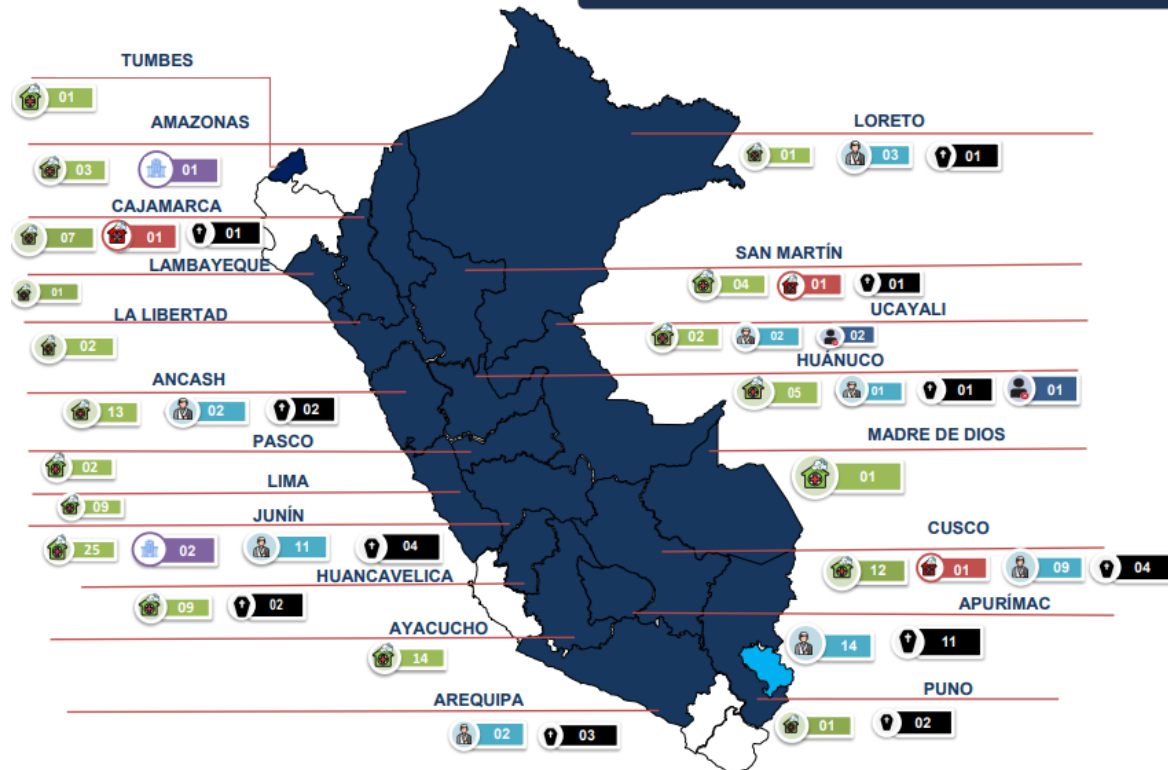 TUMBES
01
AMAZONAS
03 01
CAJAMARCA
07 01 01
LAMBAYEQUE
01
LA LIBERTAD
02
ANCASH
13 02 02
PASCO
02
LIMA
09
JUNÍN
25 02 11 04
HUANCAVELICA
09 02
AYACUCHO
14
AREQUIPA
02 03
LORETO
01 03 01
SAN MARTÍN
04 01 01
UCAYALI
02 02 02
HUÁNUCO
05 01 01 01
MADRE DE DIOS
01
CUSCO
12 01 09 04
APURÍMAC
14 11
PUNO
01 02